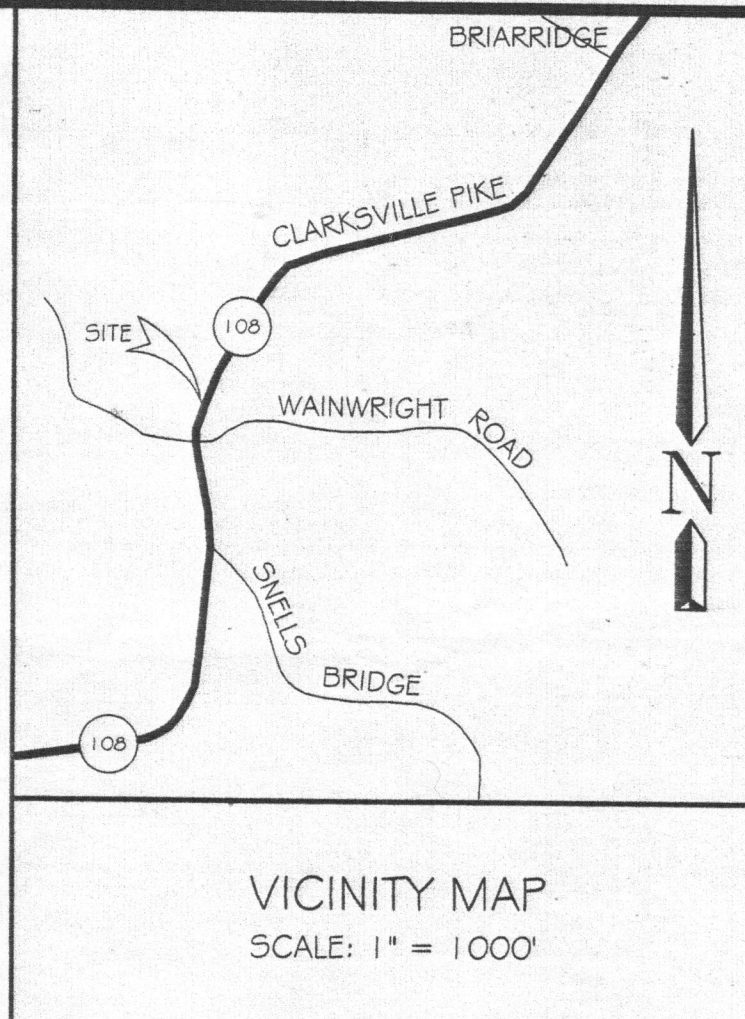 BRIARRIDGE
CLARKSVILLE PIKE
108
SITE
WAINWRIGHT ROAD
N
SNELLS BRIDGE
108
VICINITY MAP
SCALE: 1" = 1000'